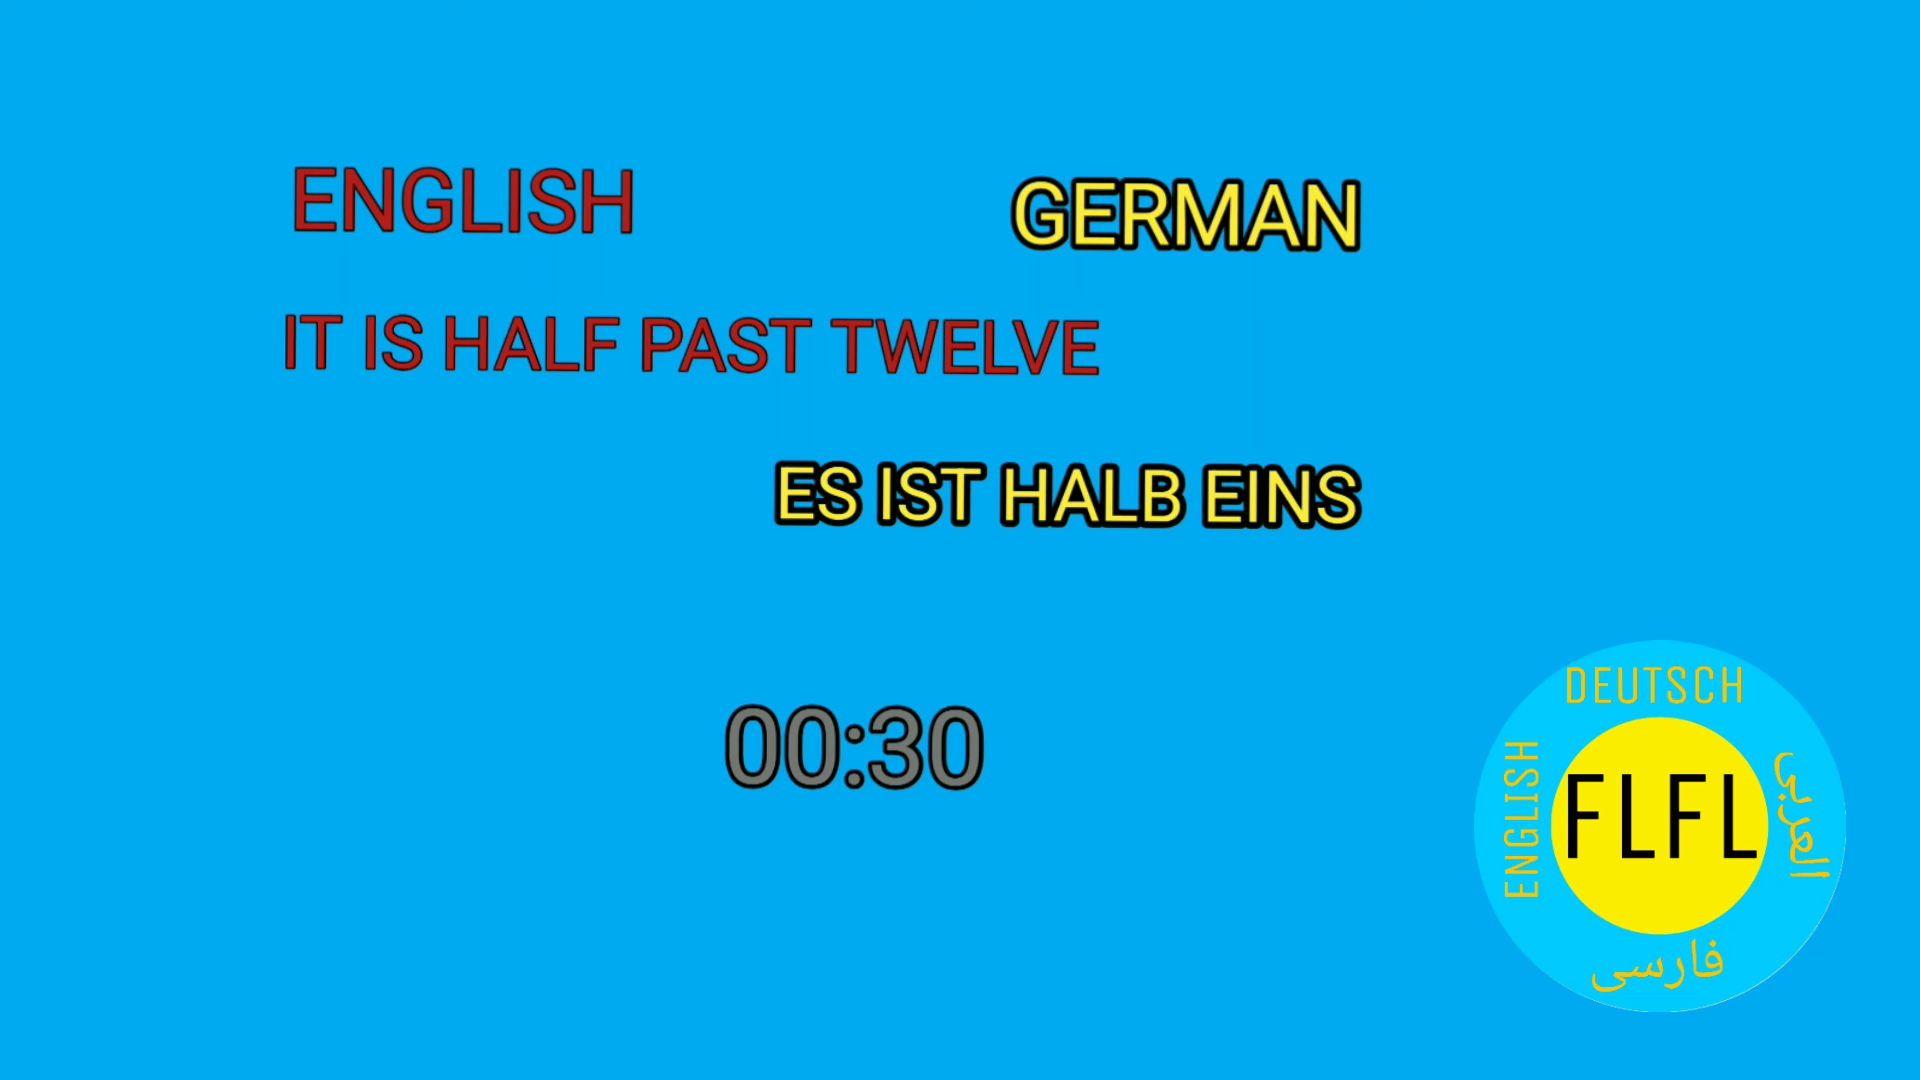 ENGLISH
GERMAN
IT IS HALF PAST TWELVE
ES IST HALB EINS
00:30
DEUTSCH
ENGLISH
FLFL
العربی
فارسی